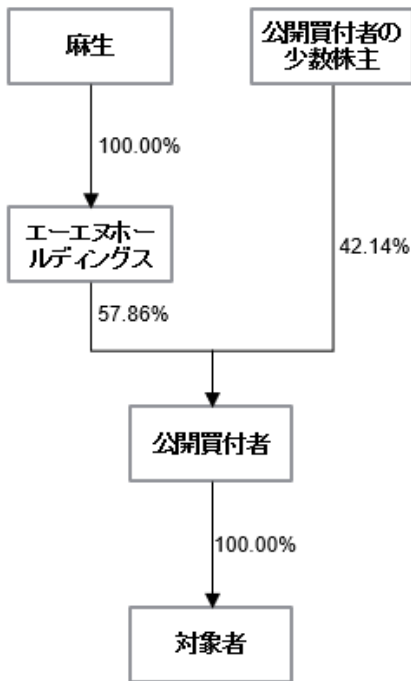 麻生
公開買付者の
少数株主
100.00%
エーエヌホー
ルディングス
42.14%
57.86%
公開買付者
100.00%
対象者